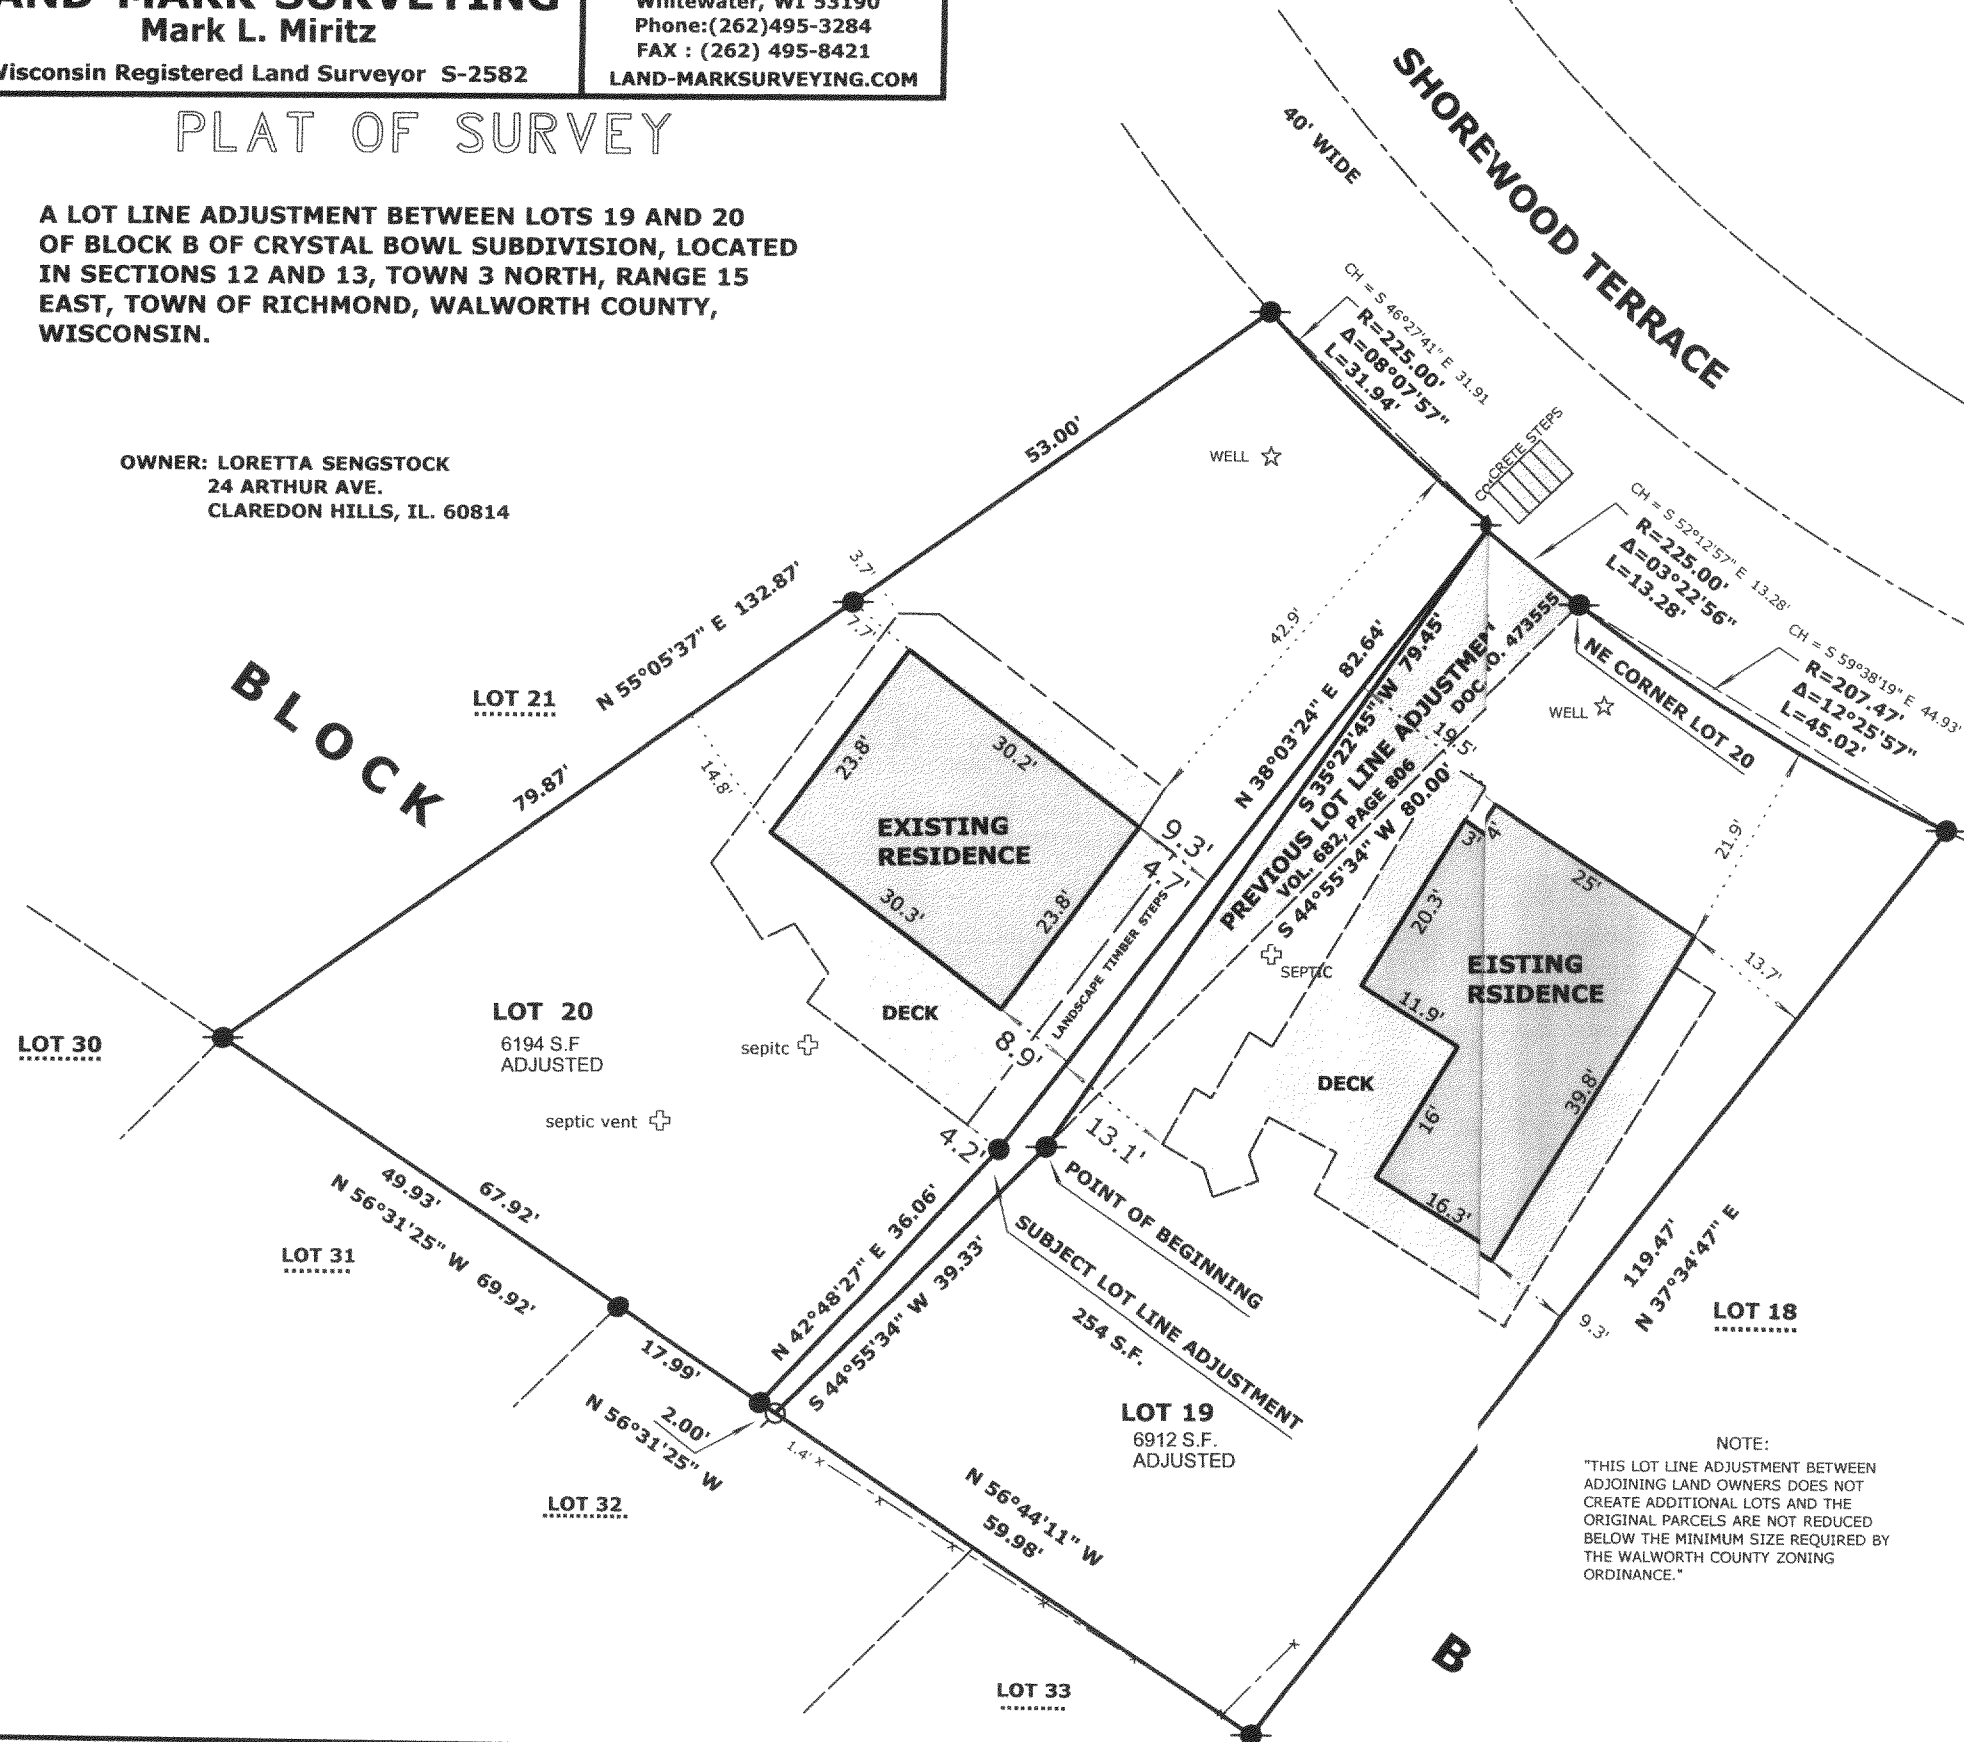 LAND-MARK SURVEYING
Mark L. Miritz
Wisconsin Registered Land Surveyor S-2582
Whitewater, WI 53190
Phone:(262)495-3284
FAX : (262) 495-8421
LAND-MARKSURVEYING.COM
PLAT OF SURVEY
A LOT LINE ADJUSTMENT BETWEEN LOTS 19 AND 20
OF BLOCK B OF CRYSTAL BOWL SUBDIVISION, LOCATED
IN SECTIONS 12 AND 13, TOWN 3 NORTH, RANGE 15
EAST, TOWN OF RICHMOND, WALWORTH COUNTY,
WISCONSIN.
OWNER: LORETTA SENGSTOCK
24 ARTHUR AVE.
CLAREDON HILLS, IL. 60814
SHOREWOOD TERRACE
40' WIDE
CH = S 46°27'41" E 31.91
R=225.00'
Δ=08°07'57"
L=31.94'
CONCRETE STEPS
CH = S 52°12'57" E 13.28'
R=225.00'
Δ=03°22'56"
L=13.28'
CH = S 59°38'19" E 44.93'
R=207.47'
Δ=12°25'57"
L=45.02'
NE CORNER LOT 20
WELL
WELL
53.00'
N 55°05'37" E 132.87'
79.87'
3.7'
7.7'
14.8'
42.9'
BLOCK
LOT 21
23.8'
30.2'
EXISTING
RESIDENCE
30.3'
23.8'
9.3'
4.7'
LANDSCAPE TIMBER STEPS
N 38°03'24" E 82.64'
S 35°22'45" W 79.45'
PREVIOUS LOT LINE ADJUSTMENT
VOL. 682, PAGE 806 DOC. NO. 473555
S 44°55'34" W 80.00'
19.5'
3'
4'
25'
20.3'
EISTING
RSIDENCE
11.9'
16'
39.8'
16.3'
21.9'
13.7'
9.3'
SEPTIC
DECK
DECK
8.9'
4.2'
13.1'
LOT 20
6194 S.F
ADJUSTED
sepitc
septic vent
LOT 30
49.93'
67.92'
N 56°31'25" W 69.92'
LOT 31
17.99'
2.00'
N 56°31'25" W
N 42°48'27" E 36.06'
S 44°55'34" W 39.33'
POINT OF BEGINNING
SUBJECT LOT LINE ADJUSTMENT
254 S.F.
LOT 19
6912 S.F.
ADJUSTED
1.4'
N 56°44'11" W
59.98'
LOT 32
LOT 33
119.47'
N 37°34'47" E
LOT 18
NOTE:
"THIS LOT LINE ADJUSTMENT BETWEEN
ADJOINING LAND OWNERS DOES NOT
CREATE ADDITIONAL LOTS AND THE
ORIGINAL PARCELS ARE NOT REDUCED
BELOW THE MINIMUM SIZE REQUIRED BY
THE WALWORTH COUNTY ZONING
ORDINANCE."
B